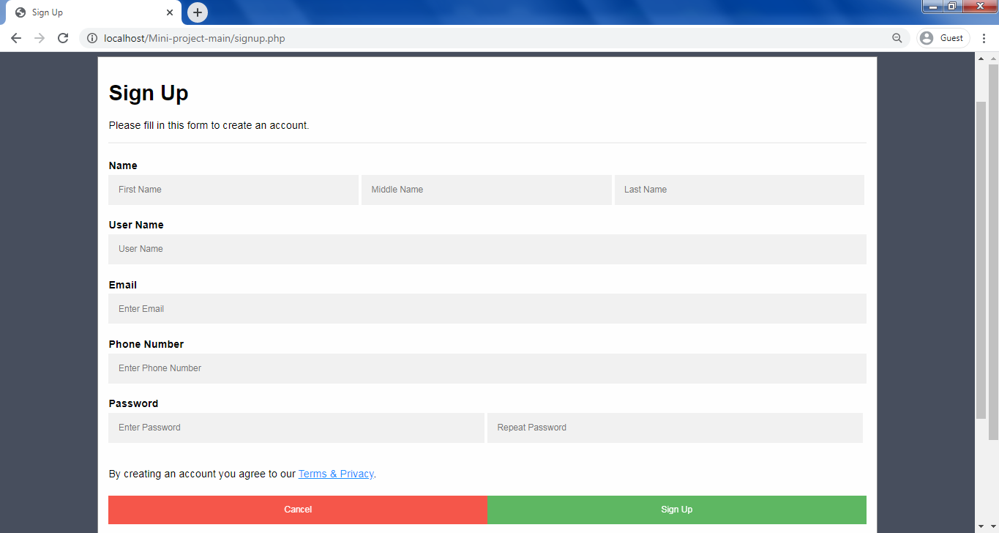 Sign Up
localhost/Mini-project-main/signup.php
Guest
Sign Up
Please fill in this form to create an account.
Name
First Name Middle Name Last Name
User Name
User Name
Email
Enter Email
Phone Number
Enter Phone Number
Password
Enter Password Repeat Password
By creating an account you agree to our Terms & Privacy.
Cancel Sign Up